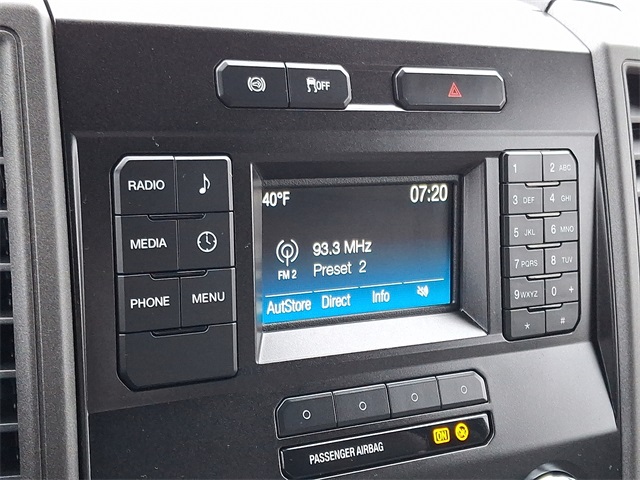 OFF
RADIO
MEDIA
PHONE MENU
40°F 07:20
93.3 MHz
FM 2 Preset 2
AutStore Direct Info
1 2 ABC
3 DEF 4 GHI
5 JKL 6 MNO
7 PQRS 8 TUV
9 WXYZ 0 +
* #
PASSENGER AIRBAG ON